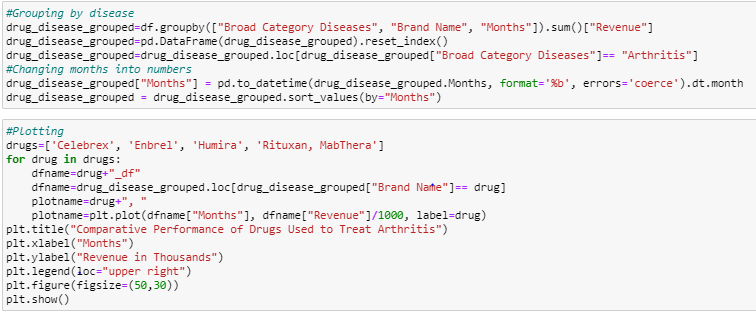 #Grouping by disease
drug_disease_grouped=df.groupby(["Broad Category Diseases", "Brand Name", "Months"]).sum()["Revenue"]
drug_disease_grouped=pd.DataFrame(drug_disease_grouped).reset_index()
drug_disease_grouped=drug_disease_grouped.loc[drug_disease_grouped["Broad Category Diseases"]== "Arthritis"]
#Changing months into numbers
drug_disease_grouped["Months"] = pd.to_datetime(drug_disease_grouped.Months, format='%b', errors='coerce').dt.month
drug_disease_grouped = drug_disease_grouped.sort_values(by="Months")
#Plotting
drugs=['Celebrex', 'Enbrel', 'Humira', 'Rituxan, MabThera']
for drug in drugs:
    dfname=drug+"_df"
    dfname=drug_disease_grouped.loc[drug_disease_grouped["Brand Name"]== drug]
    plotname=drug+", "
    plotname=plt.plot(dfname["Months"], dfname["Revenue"]/1000, label=drug)
plt.title("Comparative Performance of Drugs Used to Treat Arthritis")
plt.xlabel("Months")
plt.ylabel("Revenue in Thousands")
plt.legend(loc="upper right")
plt.figure(figsize=(50,30))
plt.show()